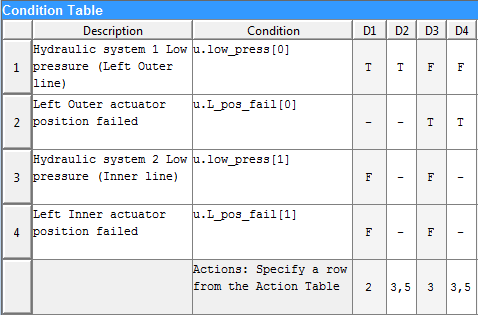 Condition Table
Description Condition D1 D2 D3 D4
1 Hydraulic system 1 Low pressure (Left Outer line) u.low_press[0] T T F F
2 Left Outer actuator position failed u.L_pos_fail[0] - - T T
3 Hydraulic system 2 Low pressure (Inner line) u.low_press[1] F - F -
4 Left Inner actuator position failed u.L_pos_fail[1] F - F -
Actions: Specify a row from the Action Table 2 3,5 3 3,5